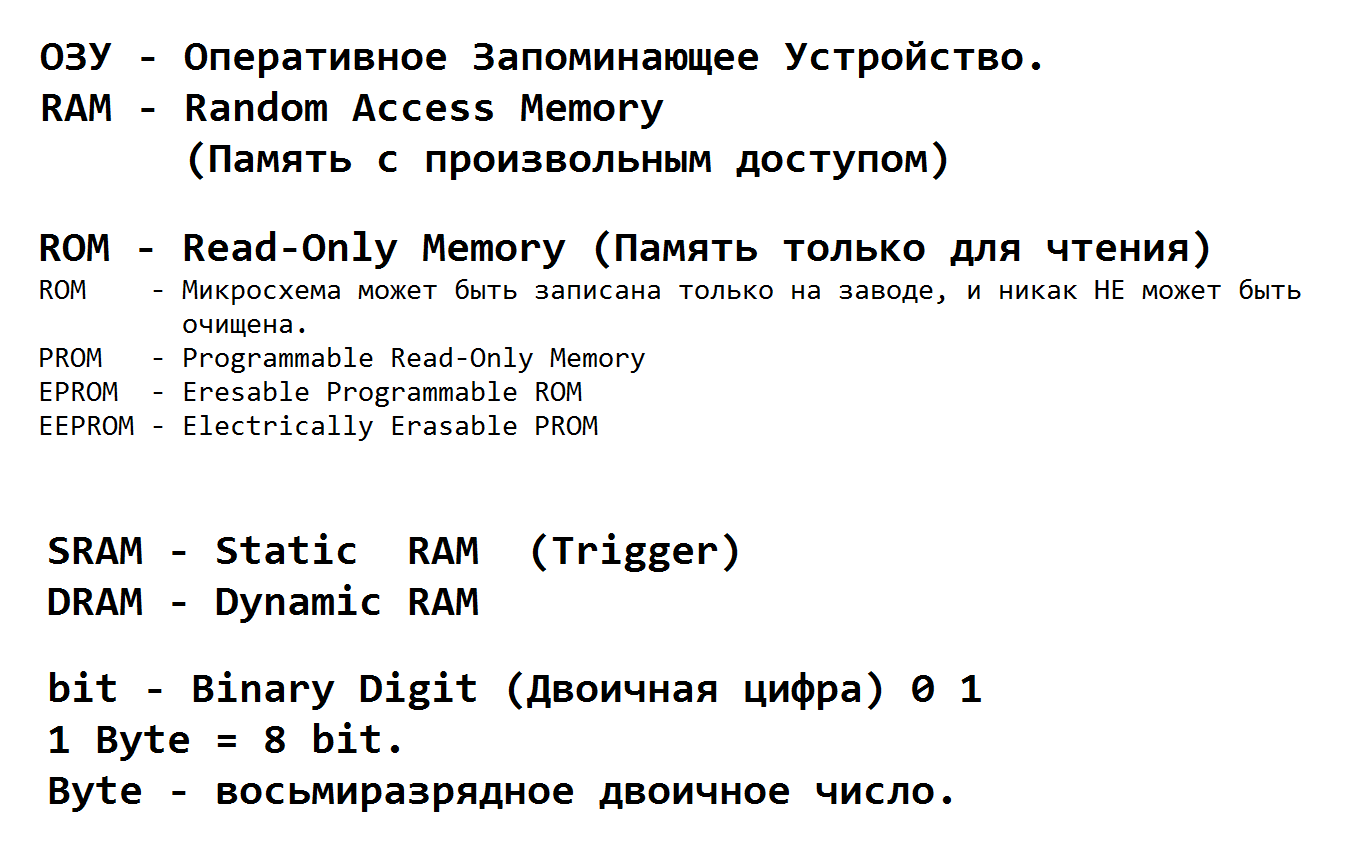 ОЗУ - Оперативное Запоминающее Устройство.
RAM - Random Access Memory
(Память с произвольным доступом)
ROM - Read-Only Memory (Память только для чтения)
ROM - Микросхема может быть записана только на заводе, и никак НЕ может быть
очищена.
PROM - Programmable Read-Only Memory
EPROM - Eresable Programmable ROM
EEPROM - Electrically Erasable PROM
SRAM - Static RAM (Trigger)
DRAM - Dynamic RAM
bit - Binary Digit (Двоичная цифра) 0 1
1 Byte = 8 bit.
Byte - восьмиразрядное двоичное число.